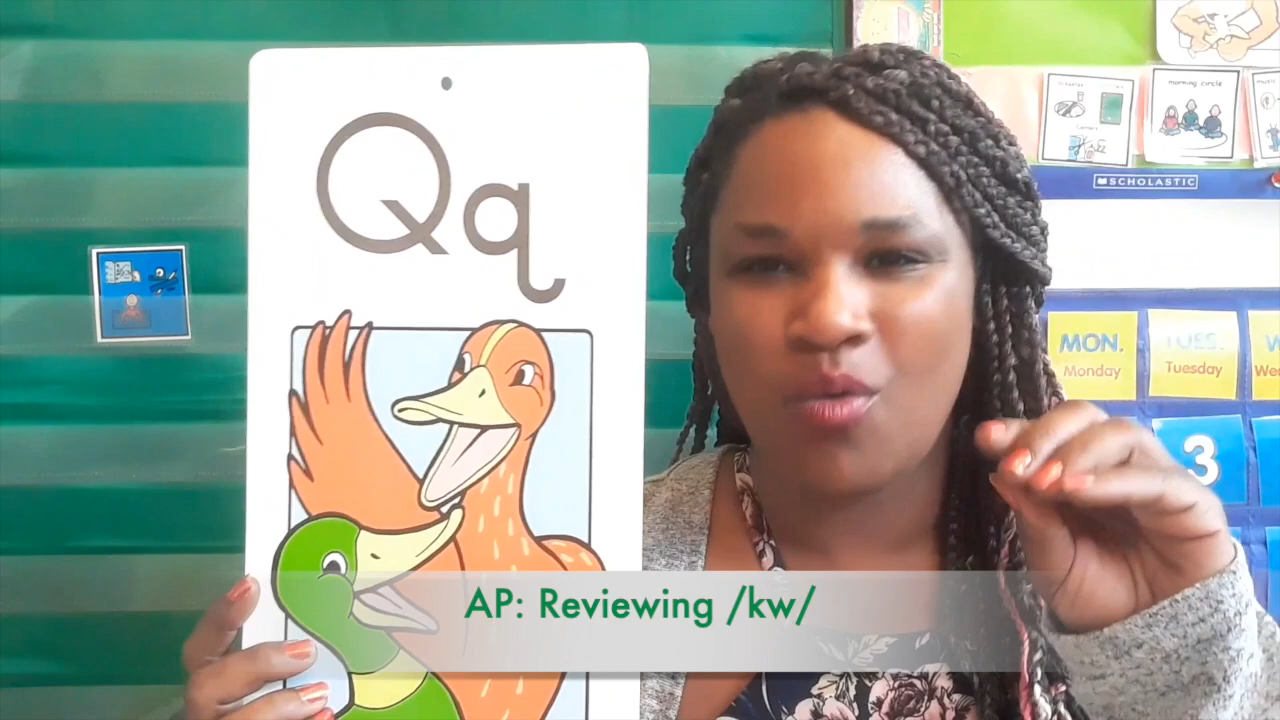 Qq
morning circle
SCHOLASTIC
MON.
TUES.
Monday
Tuesday
3
AP: Reviewing /kw/